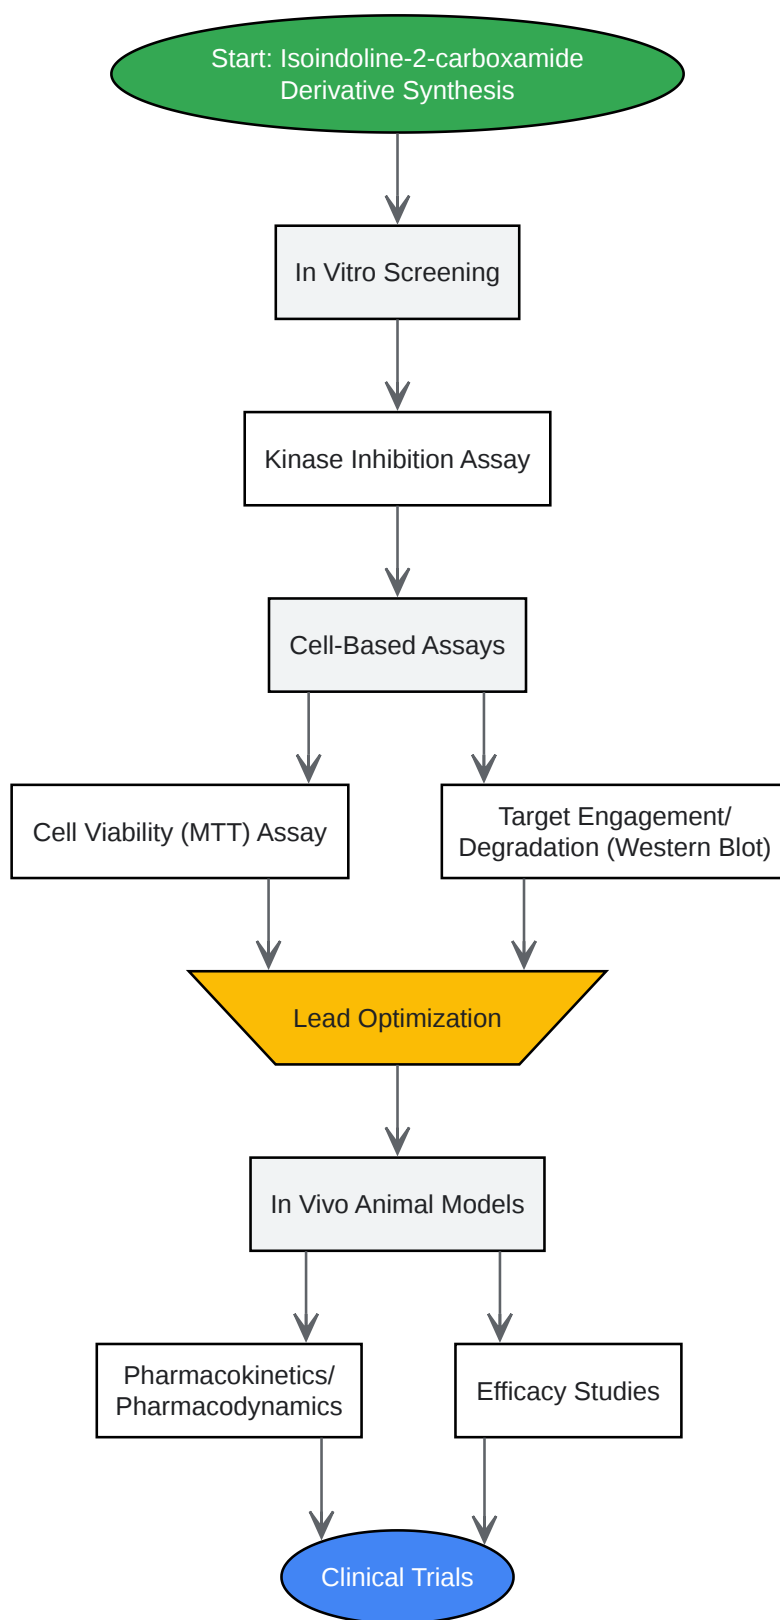 Start: Isoindoline-2-carboxamide
Derivative Synthesis
In Vitro Screening
Kinase Inhibition Assay
Cell-Based Assays
Cell Viability (MTT) Assay
Target Engagement/
Degradation (Western Blot)
Lead Optimization
In Vivo Animal Models
Pharmacokinetics/
Pharmacodynamics
Efficacy Studies
Clinical Trials